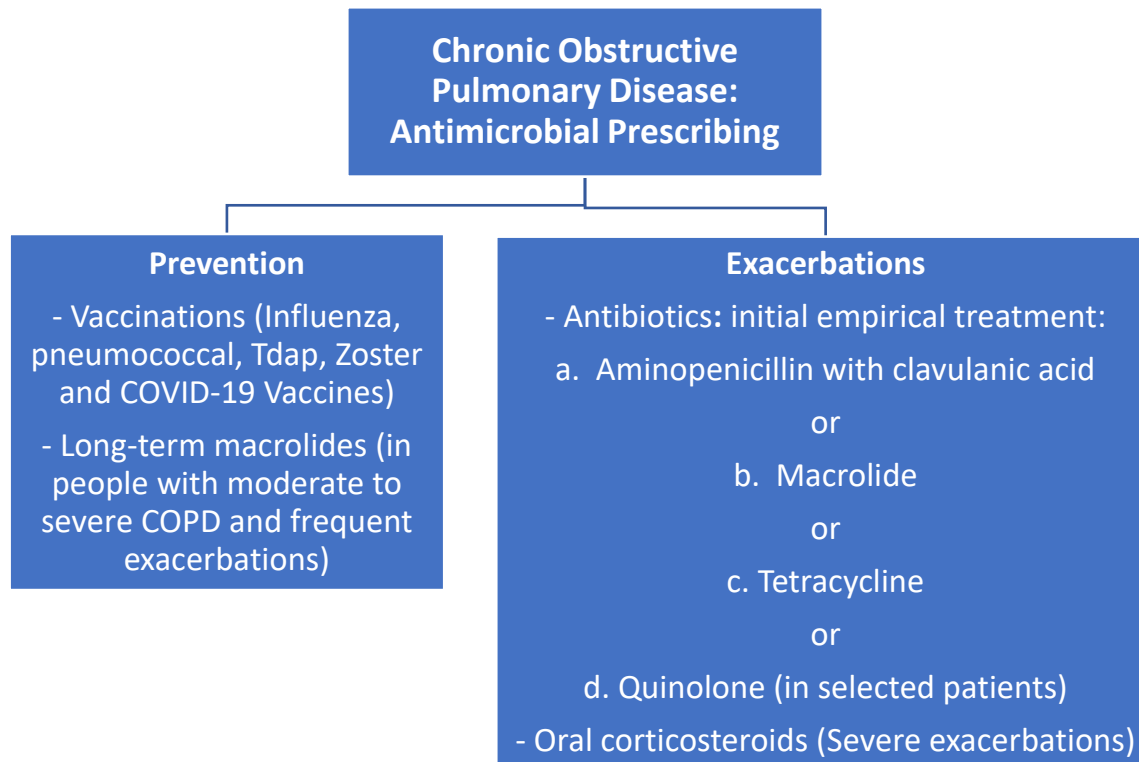 Chronic Obstructive
Pulmonary Disease:
Antimicrobial Prescribing
Prevention
- Vaccinations (Influenza,
pneumococcal, Tdap, Zoster
and COVID-19 Vaccines)
- Long-term macrolides (in
people with moderate to
severe COPD and frequent
exacerbations)
Exacerbations
- Antibiotics: initial empirical treatment:
a. Aminopenicillin with clavulanic acid
or
b. Macrolide
or
c. Tetracycline
or
d. Quinolone (in selected patients)
- Oral corticosteroids (Severe exacerbations)